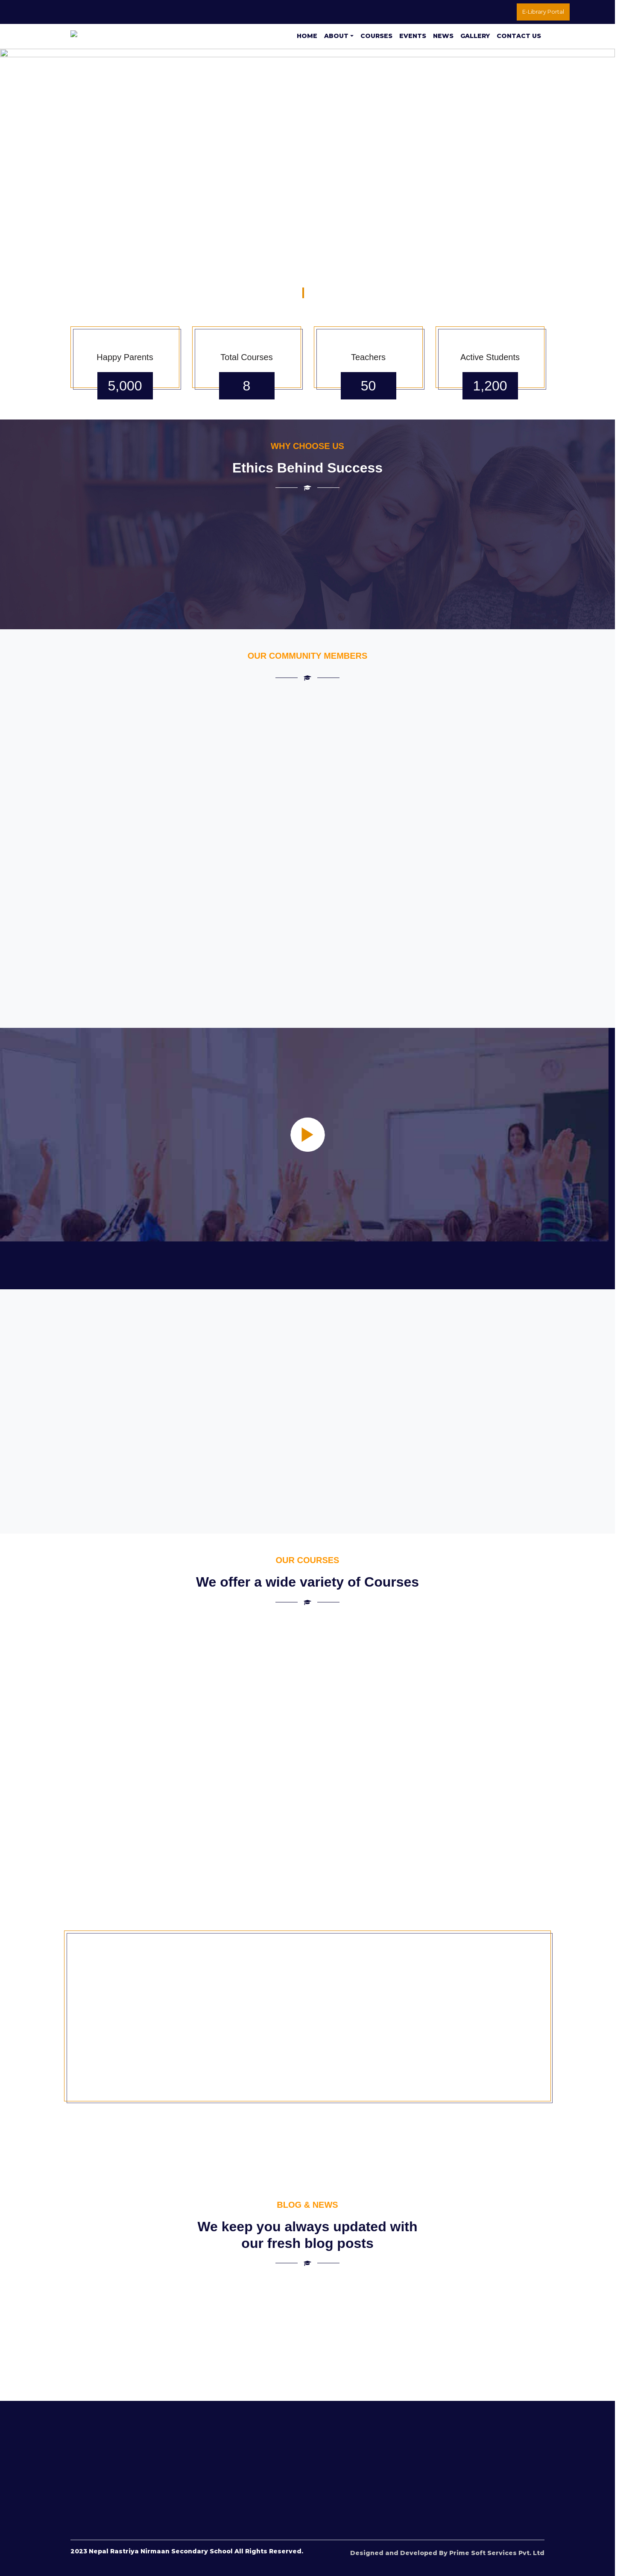 E-Library Portal
HOME ABOUT COURSES EVENTS NEWS GALLERY CONTACT US
Happy Parents
5,000
Total Courses
8
Teachers
50
Active Students
1,200
WHY CHOOSE US
Ethics Behind Success
OUR COMMUNITY MEMBERS
OUR COURSES
We offer a wide variety of Courses
BLOG & NEWS
We keep you always updated with
our fresh blog posts
2023 Nepal Rastriya Nirmaan Secondary School All Rights Reserved.
Designed and Developed By Prime Soft Services Pvt. Ltd